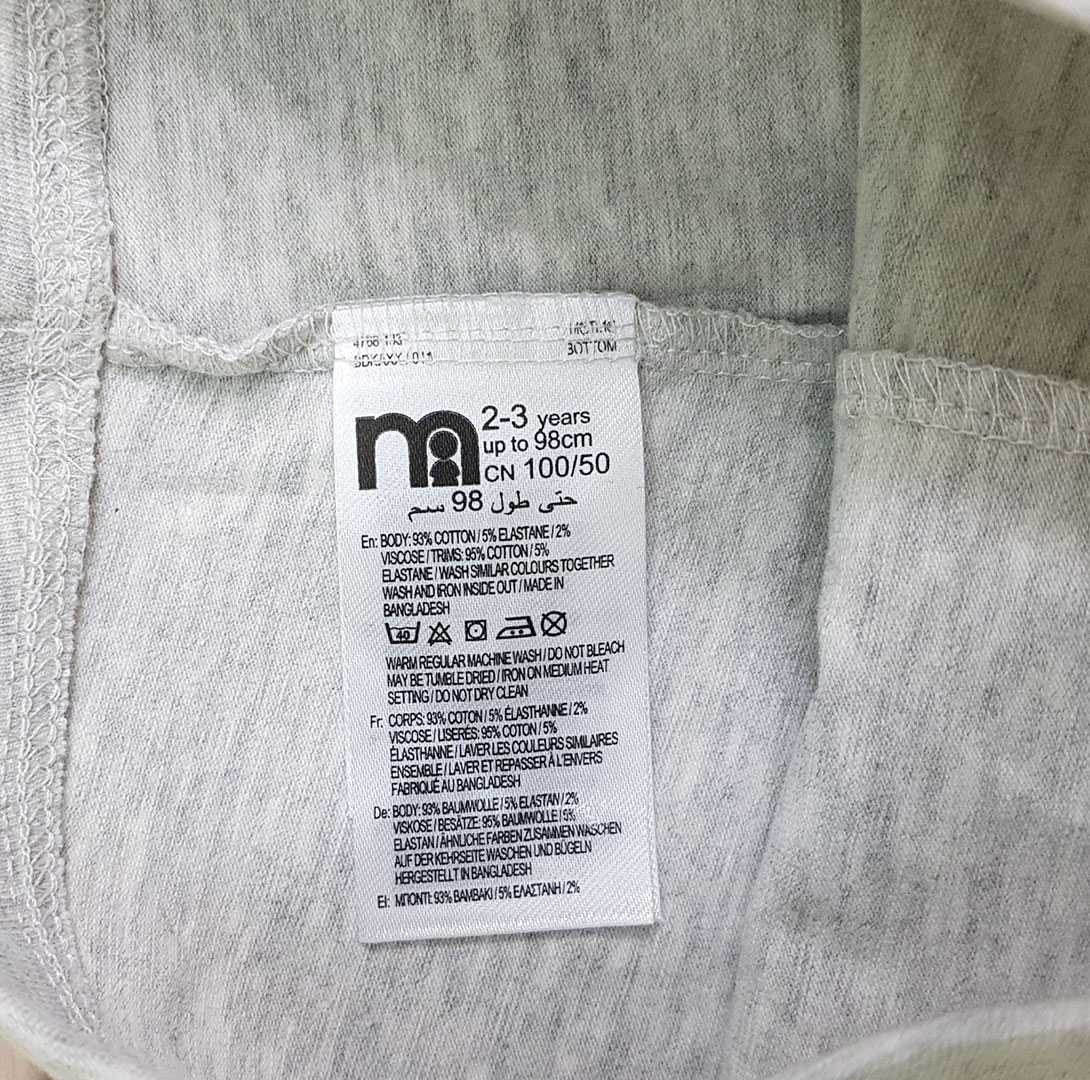 BOTTOM
m
2-3 years
up to 98cm
CN 100/50
حتى طول 98 سم
En: BODY: 93% COTTON / 5% ELASTANE / 2%
VISCOSE / TRIMS: 95% COTTON / 5%
ELASTANE / WASH SIMILAR COLOURS TOGETHER
WASH AND IRON INSIDE OUT / MADE IN
BANGLADESH
40
WARM REGULAR MACHINE WASH / DO NOT BLEACH
MAY BE TUMBLE DRIED / IRON ON MEDIUM HEAT
SETTING / DO NOT DRY CLEAN
Fr: CORPS: 93% COTON / 5% ÉLASTHANNE / 2%
VISCOSE / LISERÉS: 95% COTON / 5%
ÉLASTHANNE / LAVER LES COULEURS SIMILAIRES
ENSEMBLE / LAVER ET REPASSER À L'ENVERS
FABRIQUÉ AU BANGLADESH
De: BODY: 93% BAUMWOLLE / 5% ELASTAN / 2%
VISKOSE / BESÄTZE: 95% BAUMWOLLE / 5%
ELASTAN / ÄHNLICHE FARBEN ZUSAMMEN WASCHEN
AUF DER KEHRSEITE WASCHEN UND BÜGELN
HERGESTELLT IN BANGLADESH
El: ΜΠΟΝΤΙ: 93% ΒΑΜΒΑΚΙ / 5% ΕΛΑΣΤΑΝΗ / 2%